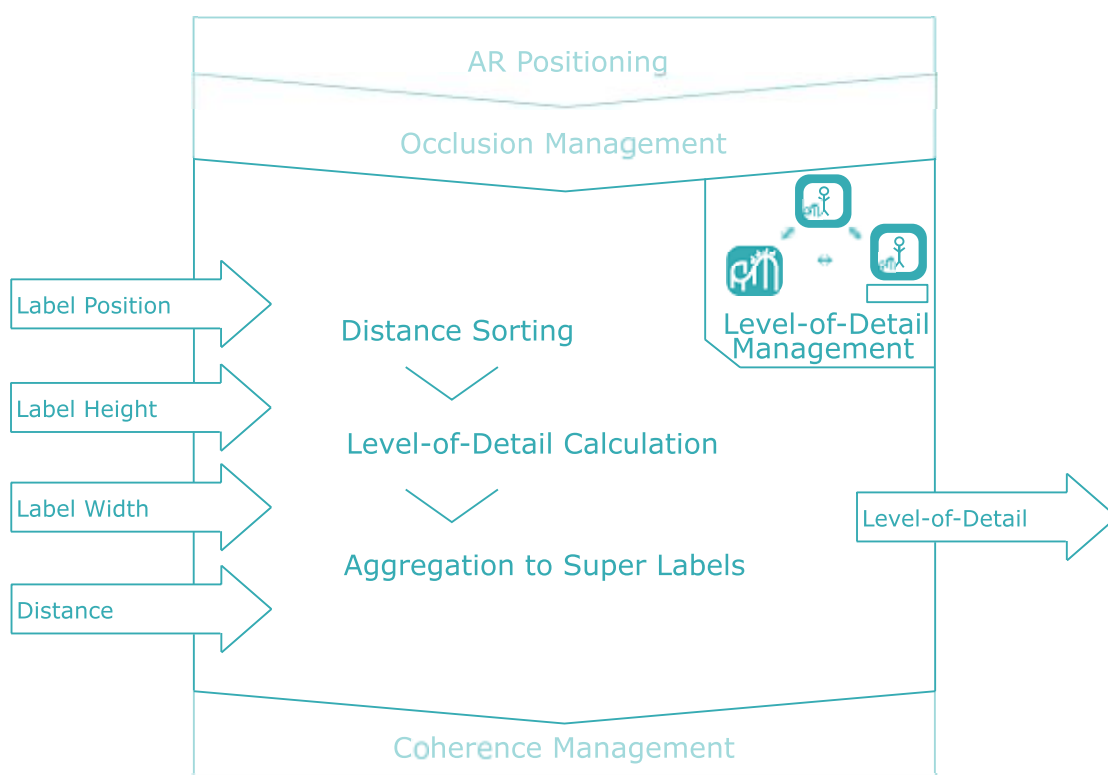 AR Positioning
Occlusion Management
Level-of-Detail
Management
Label Position
Label Height
Label Width
Distance
Distance Sorting
Level-of-Detail Calculation
Aggregation to Super Labels
Level-of-Detail
Coherence Management